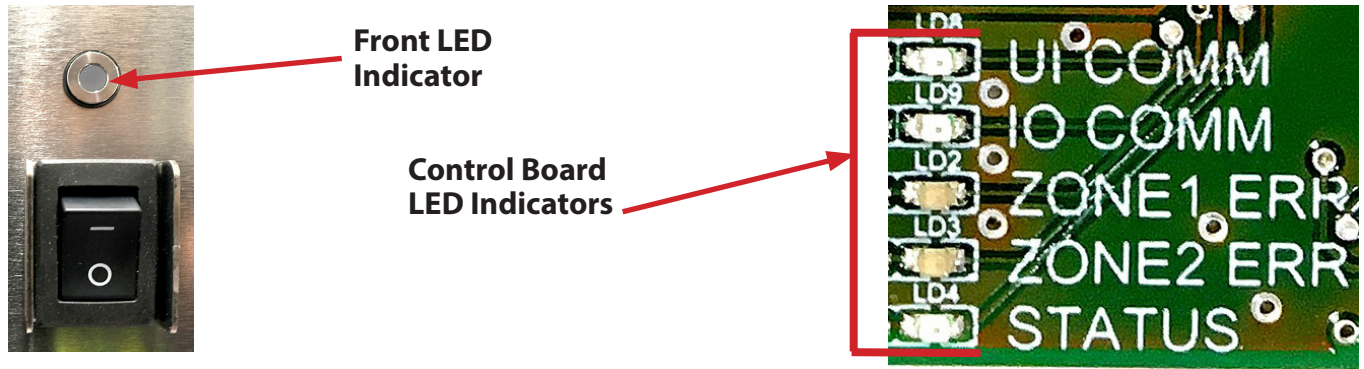 Front LED
Indicator
— O
Control Board
LED Indicators
LD8
UI COMM
LD9
IO COMM
LD2
ZONE1 ERR
LD3
ZONE2 ERR
LD4
STATUS